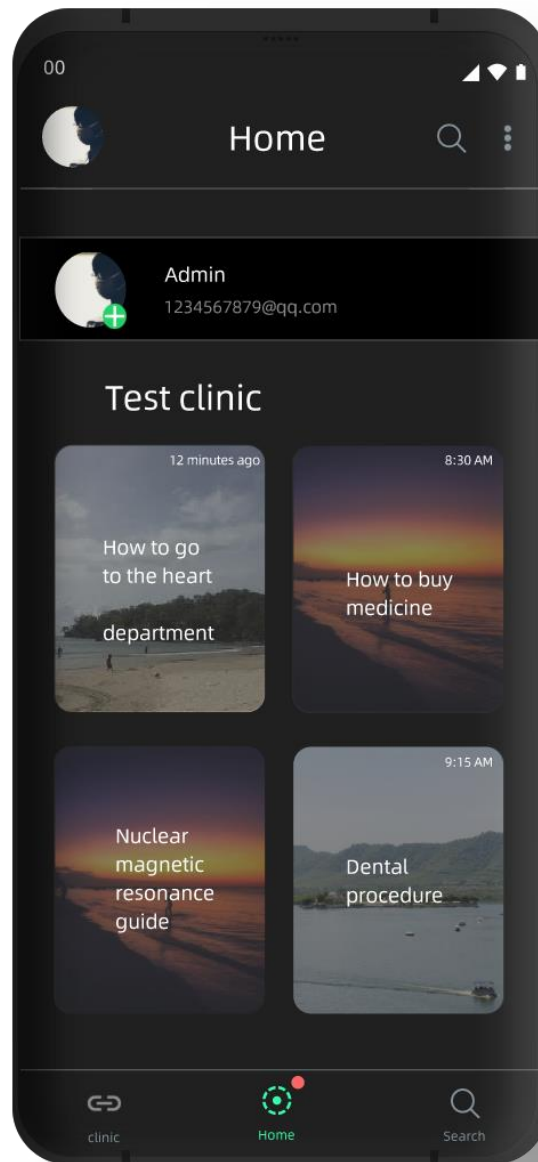 00
Home
Admin
1234567879@qq.com
Test clinic
12 minutes ago
How to go
to the heart
department
8:30 AM
How to buy
medicine
Nuclear
magnetic
resonance
guide
9:15 AM
Dental
procedure
clinic
Home
Search